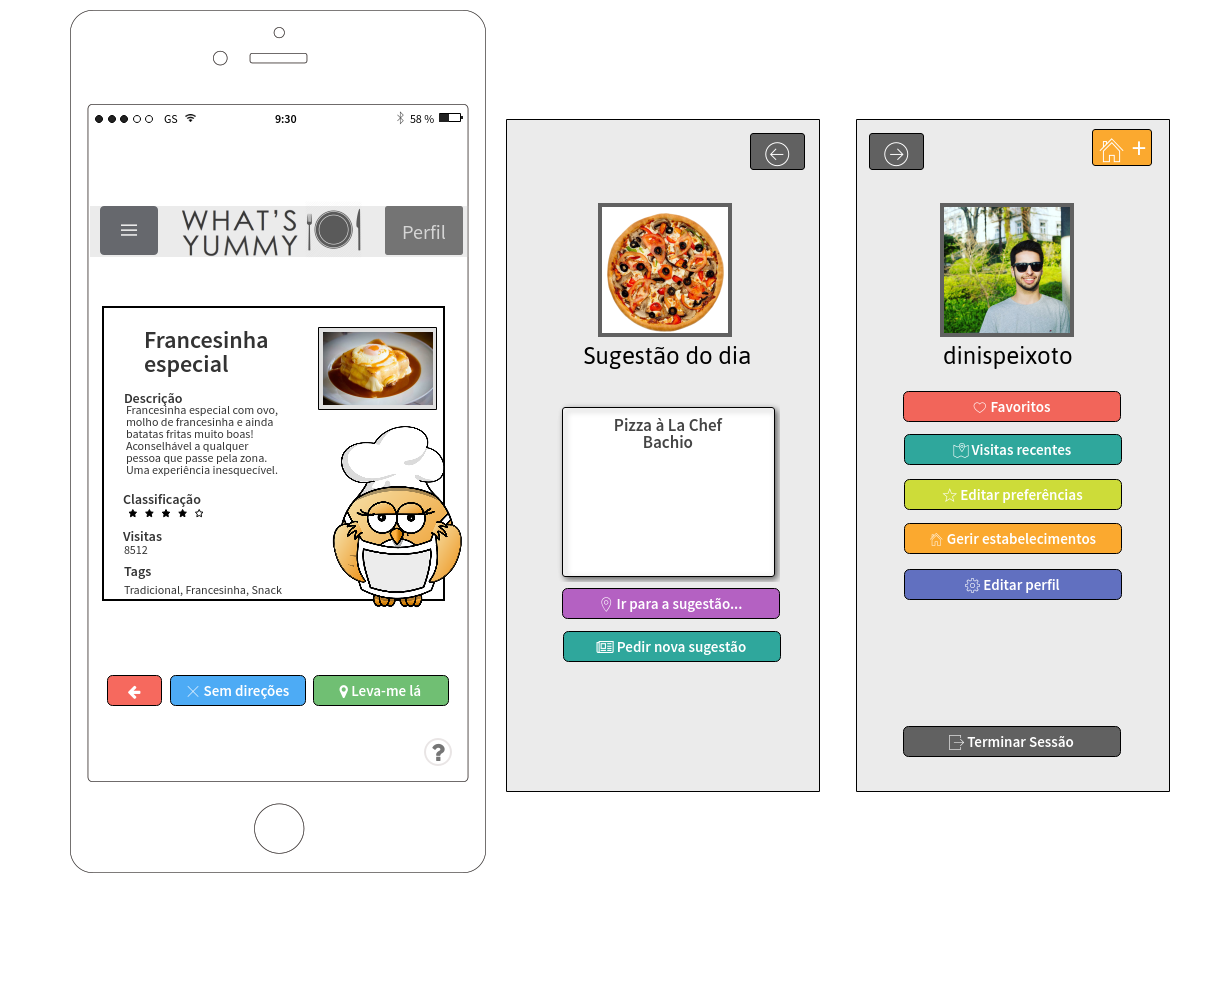 GS
9:30
58 %
WHAT'S
YUMMY
Perfil
Francesinha
especial
Descrição
Francesinha especial com ovo,
molho de francesinha e ainda
batatas fritas muito boas!
Aconselhável a qualquer
pessoa que passe pela zona.
Uma experiência inesquecível.
Classificação
Visitas
8512
Tags
Tradicional, Francesinha, Snack
Sem direções
Leva-me lá
?
Sugestão do dia
Pizza à La Chef
Bachio
Ir para a sugestão...
Pedir nova sugestão
+
dinispeixoto
Favoritos
Visitas recentes
Editar preferências
Gerir estabelecimentos
Editar perfil
Terminar Sessão